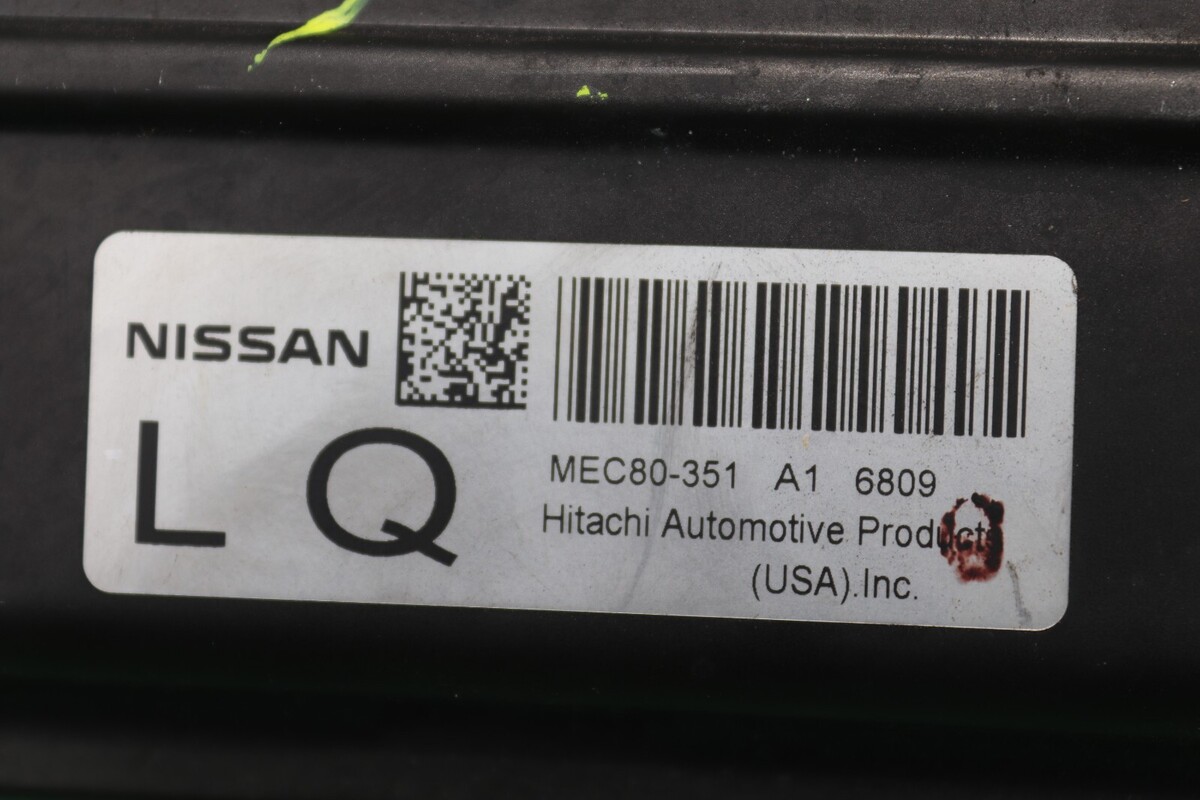 NISSAN
L Q
MEC80-351 A1 6809
Hitachi Automotive Products
(USA).Inc.